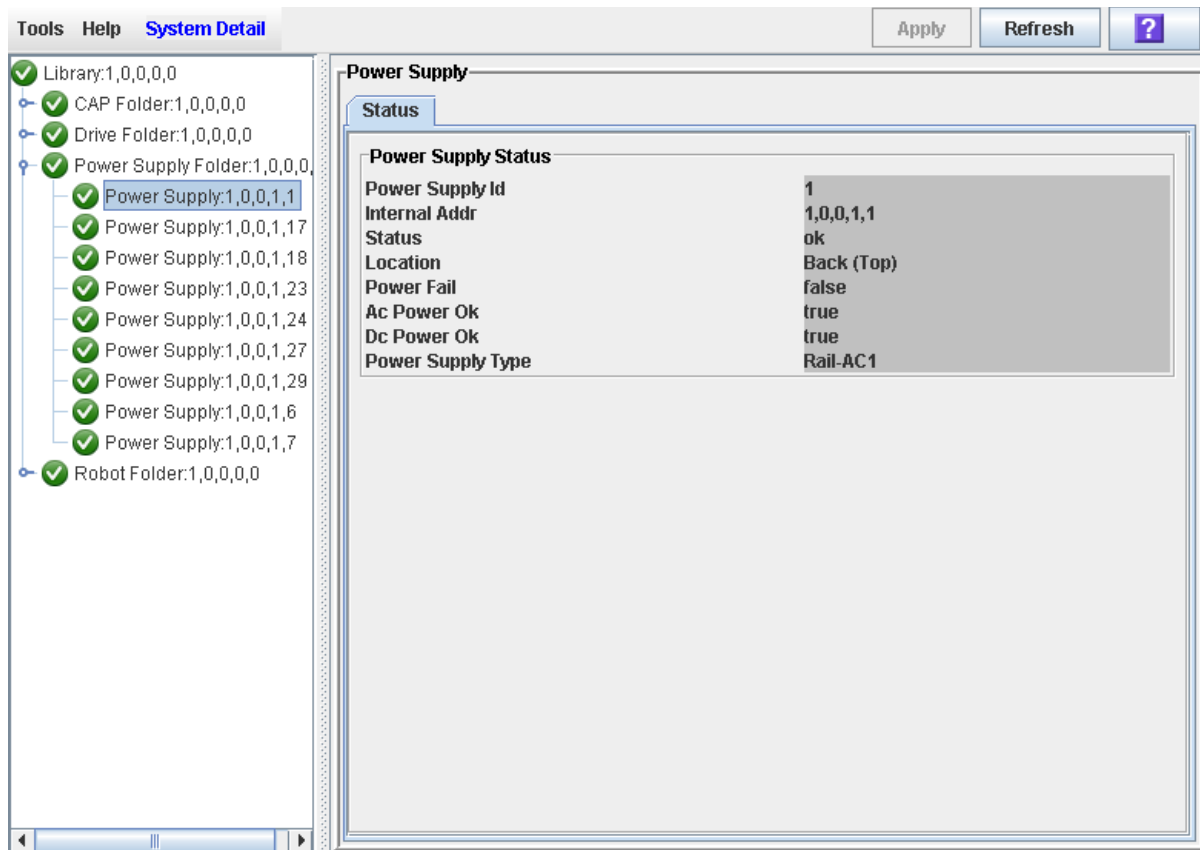 Tools Help System Detail Apply Refresh ?
Library:1,0,0,0,0
CAP Folder:1,0,0,0,0
Drive Folder:1,0,0,0,0
Power Supply Folder:1,0,0,0,
Power Supply:1,0,0,1,1
Power Supply:1,0,0,1,17
Power Supply:1,0,0,1,18
Power Supply:1,0,0,1,23
Power Supply:1,0,0,1,24
Power Supply:1,0,0,1,27
Power Supply:1,0,0,1,29
Power Supply:1,0,0,1,6
Power Supply:1,0,0,1,7
Robot Folder:1,0,0,0,0
Power Supply
Status
Power Supply Status
Power Supply Id 1
Internal Addr 1,0,0,1,1
Status ok
Location Back (Top)
Power Fail false
Ac Power Ok true
Dc Power Ok true
Power Supply Type Rail-AC1